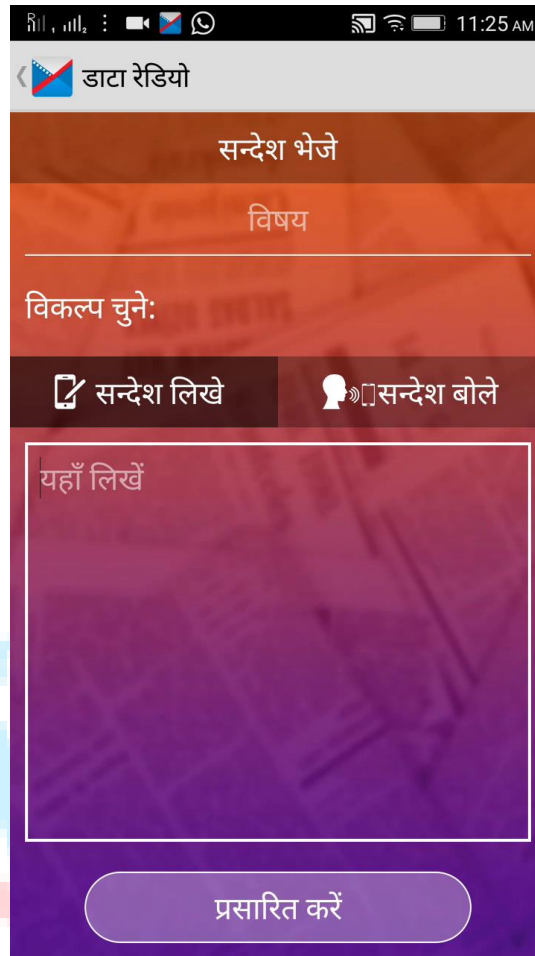 11:25 AM
डाटा रेडियो
सन्देश भेजे
विषय
विकल्प चुने:
सन्देश लिखे
सन्देश बोले
यहाँ लिखें
प्रसारित करें